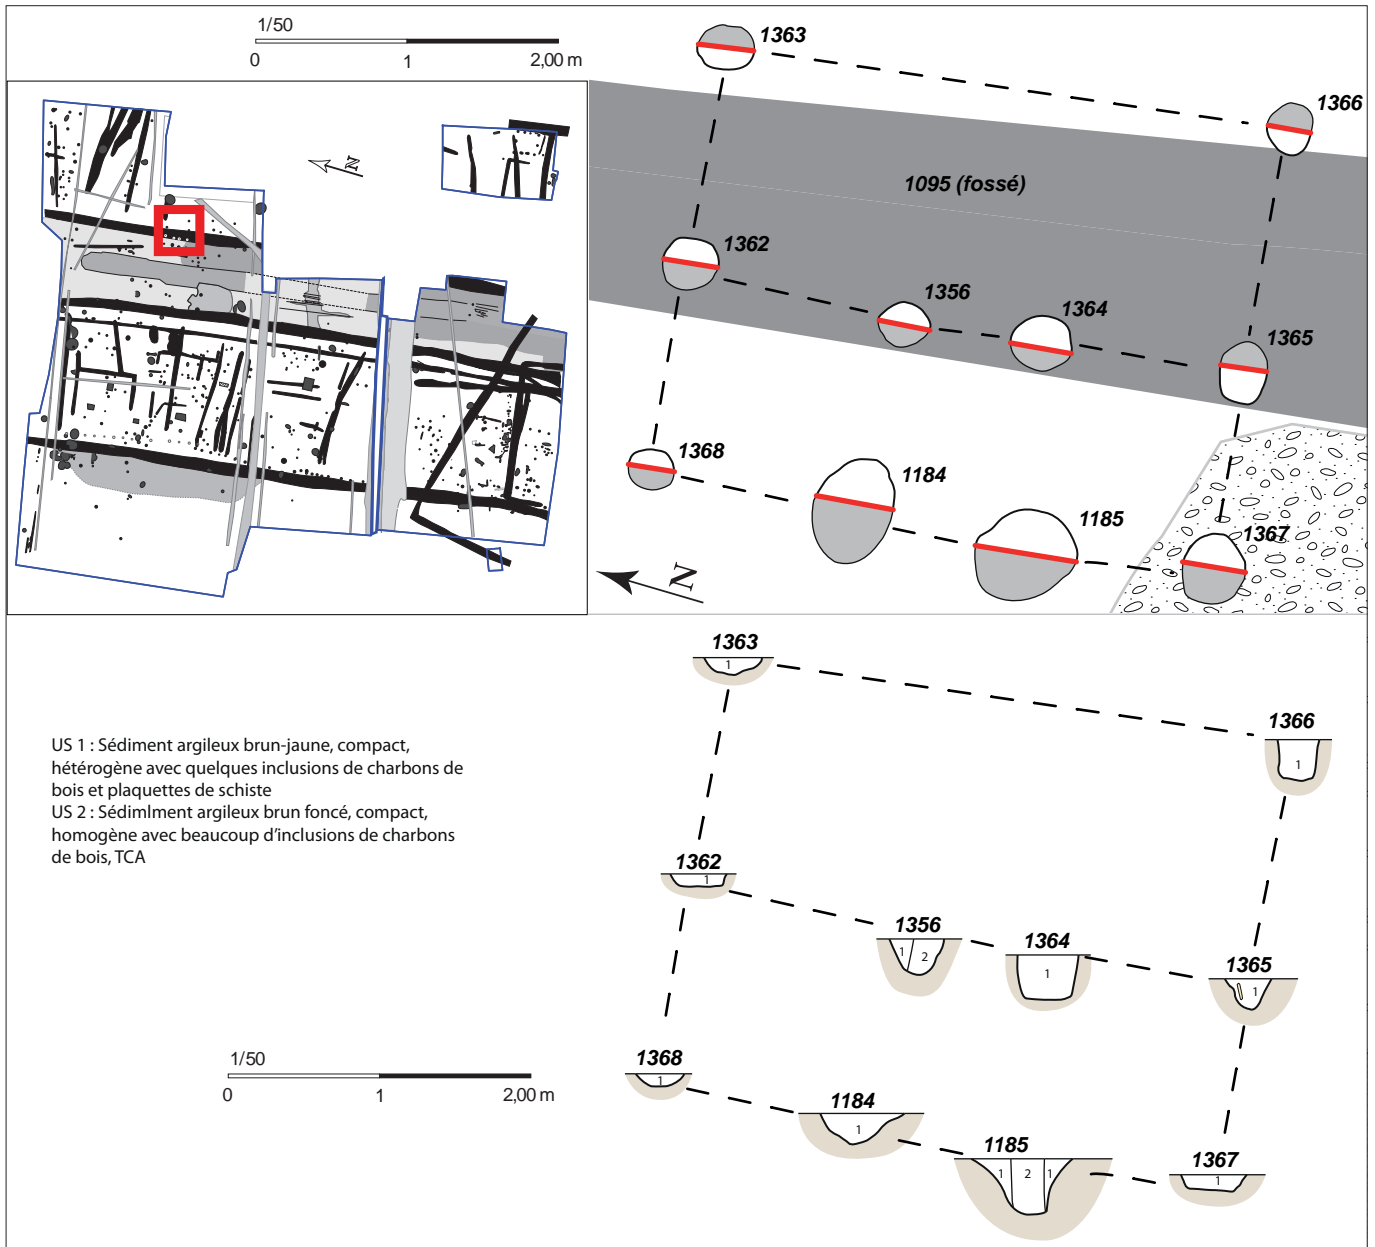 1/50
0 1 2,00 m
N
1363
1366
1095 (fossé)
1362
1356
1364
1365
1368
1184
1185
1367
N
1363
1
1366
1
US 1 : Sédiment argileux brun-jaune, compact,
hétérogène avec quelques inclusions de charbons de
bois et plaquettes de schiste
US 2 : Sédimlment argileux brun foncé, compact,
homogène avec beaucoup d'inclusions de charbons
de bois, TCA
1362
1
1356
1 2
1364
1
1365
1
1/50
0 1 2,00 m
1368
1
1184
1
1185
1 2 1
1367
1